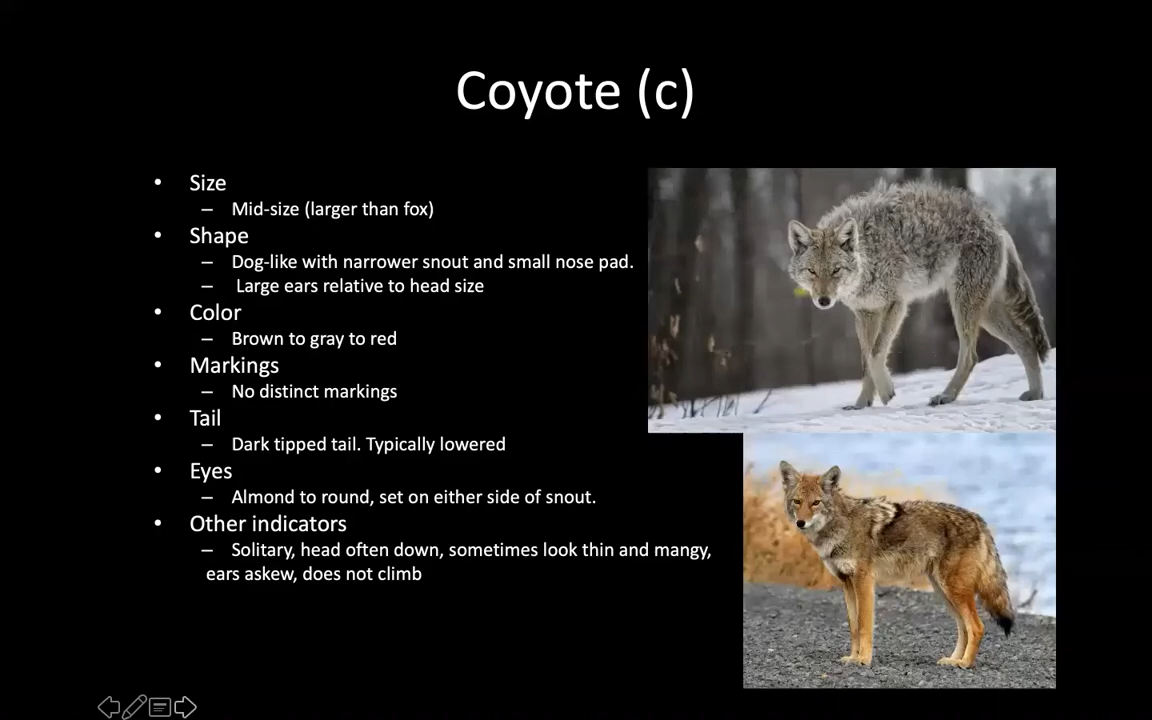 Coyote (c)
• Size
– Mid-size (larger than fox)
• Shape
– Dog-like with narrower snout and small nose pad.
– Large ears relative to head size
• Color
– Brown to gray to red
• Markings
– No distinct markings
• Tail
– Dark tipped tail. Typically lowered
• Eyes
– Almond to round, set on either side of snout.
• Other indicators
– Solitary, head often down, sometimes look thin and mangy,
ears askew, does not climb